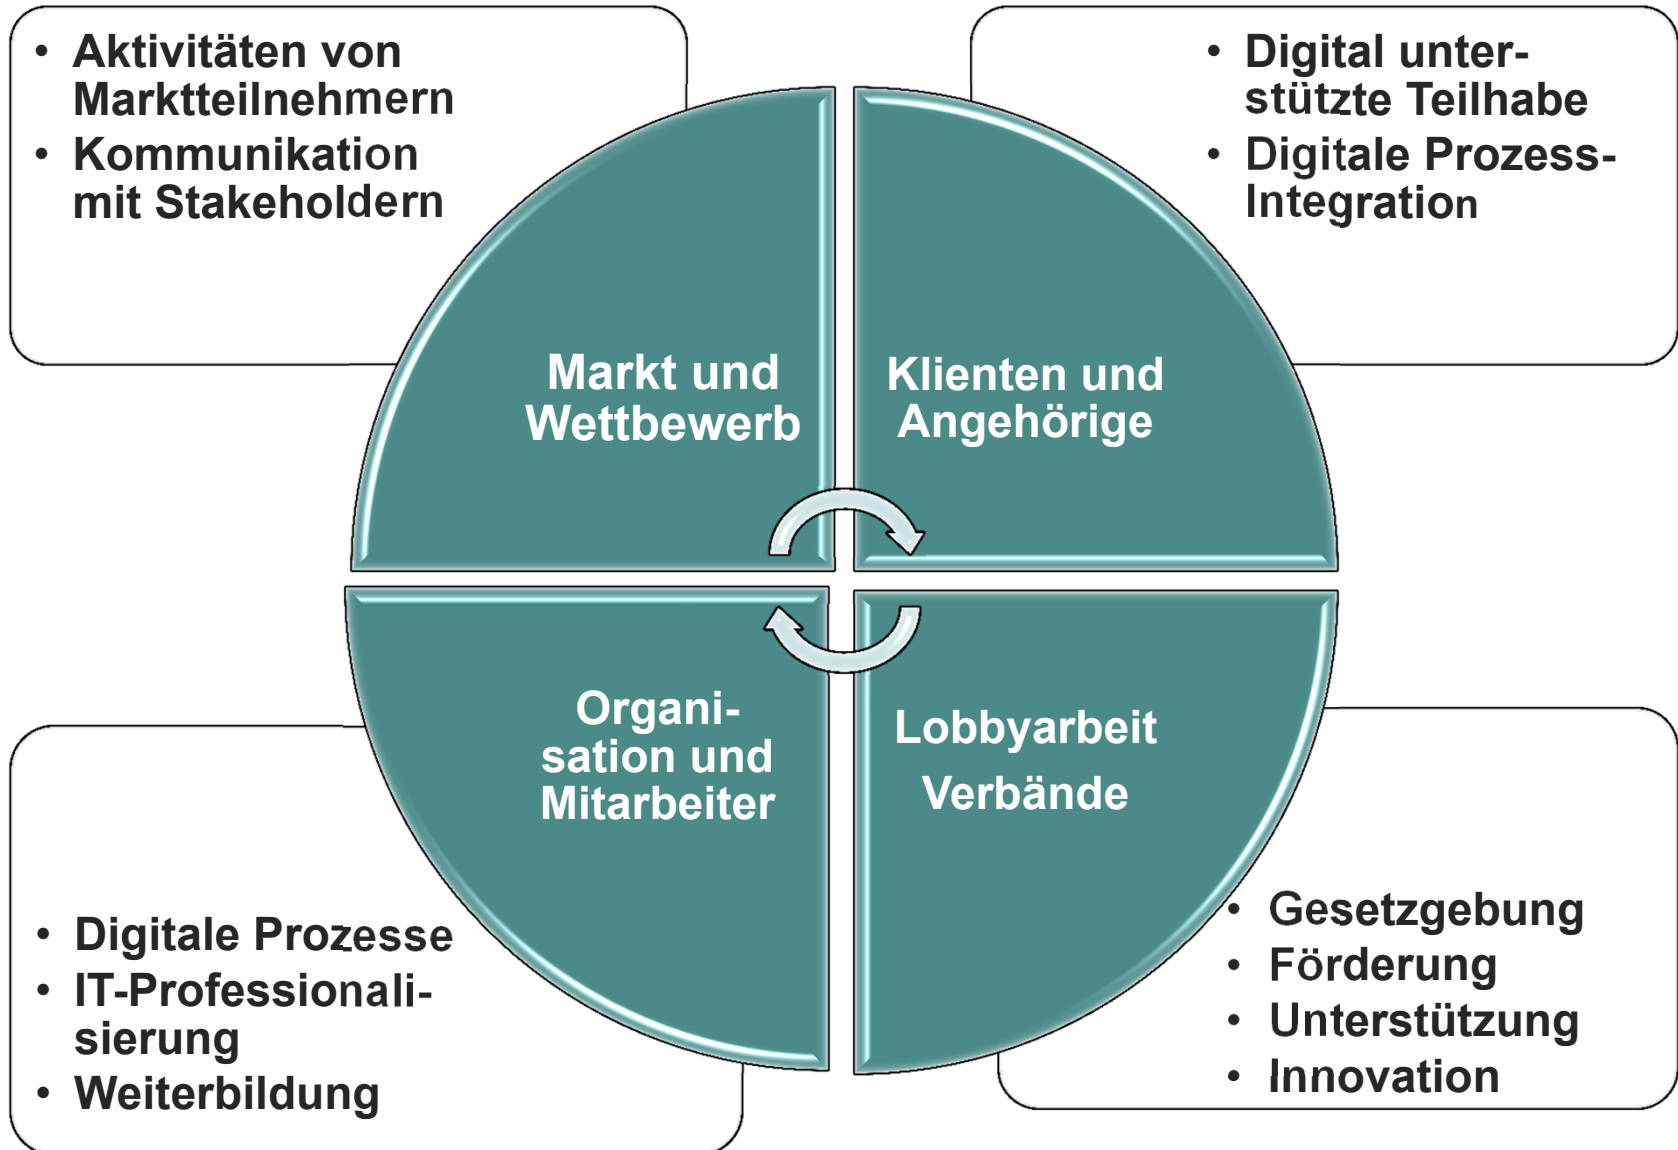 • Aktivitäten von
Marktteilnehmern
• Kommunikation
mit Stakeholdern
• Digital unter-
stützte Teilhabe
• Digitale Prozess-
Integration
Markt und
Wettbewerb
Klienten und
Angehörige
Organi-
sation und
Mitarbeiter
Lobbyarbeit
Verbände
• Digitale Prozesse
• IT-Professionali-
sierung
• Weiterbildung
• Gesetzgebung
• Förderung
• Unterstützung
• Innovation